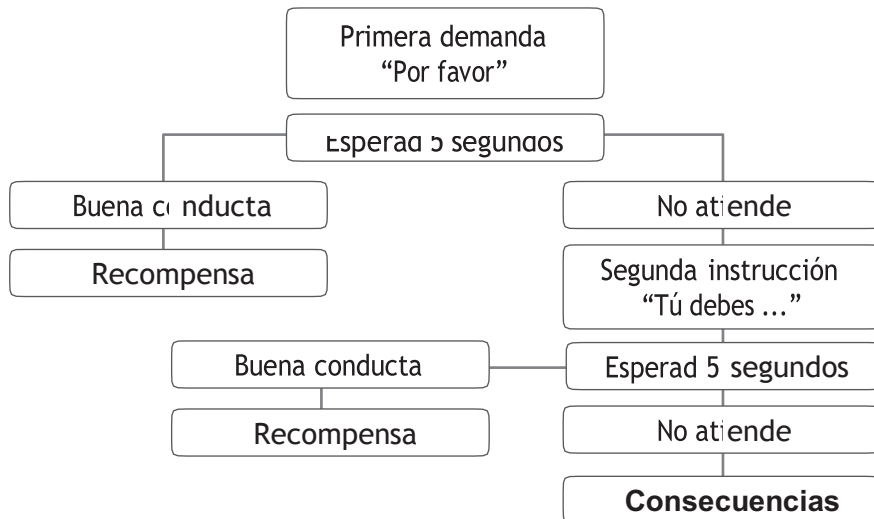 Primera demanda
“Por favor”
Esperad 5 segundos
Buena conducta
No atiende
Recompensa
Segunda instrucción
“Tú debes ...”
Buena conducta
Esperad 5 segundos
Recompensa
No atiende
Consecuencias